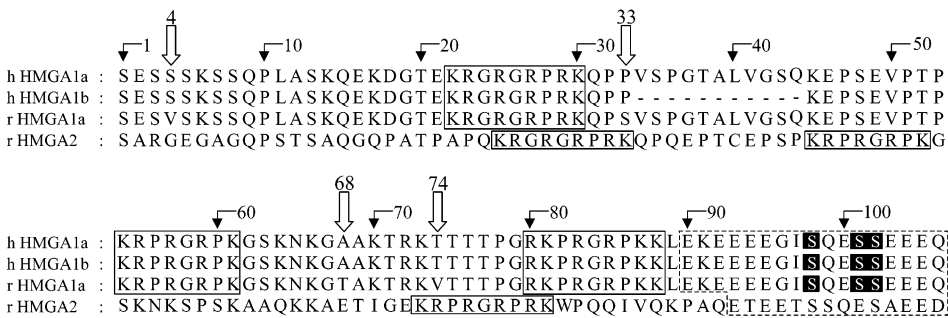 4 33
1 10 20 30 40 50
h HMGA1a : S E S S S K S S Q P L A S K Q E K D G T E K R G R G R P R K Q P P V S P G T A L V G S Q K E P S E V P T P
h HMGA1b : S E S S S K S S Q P L A S K Q E K D G T E K R G R G R P R K Q P P - - - - - - - - - - - K E P S E V P T P
r HMGA1a : S E S V S K S S Q P L A S K Q E K D G T E K R G R G R P R K Q P S V S P G T A L V G S Q K E P S E V P T P
r HMGA2 : S A R G E G A G Q P S T S A Q G Q P A T P A P Q K R G R G R P R K Q P Q E P T C E P S P K R P R G R P K G
68 74
60 70 80 90 100
h HMGA1a : K R P R G R P K G S K N K G A A K T R K T T T T P G R K P R G R P K K L E K E E E E G I S Q E S S E E E Q
h HMGA1b : K R P R G R P K G S K N K G A A K T R K T T T T P G R K P R G R P K K L E K E E E E G I S Q E S S E E E Q
r HMGA1a : K R P R G R P K G S K N K G T A K T R K V T T T P G R K P R G R P K K L E K E E E E G I S Q E S S E E E Q
r HMGA2 : S K N K S P S K A A Q K K A E T I G E K R P R G R P R K W P Q Q I V Q K P A Q E T E E T S S Q E S A E E D